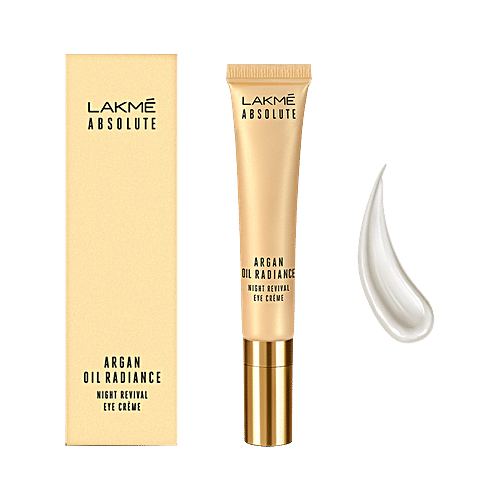 LAKMÉ
ABSOLUTE
ARGAN
OIL RADIANCE
NIGHT REVIVAL
EYE CRÈME
LAKMÉ
ABSOLUTE
ARGAN
OIL RADIANCE
NIGHT REVIVAL
EYE CRÈME